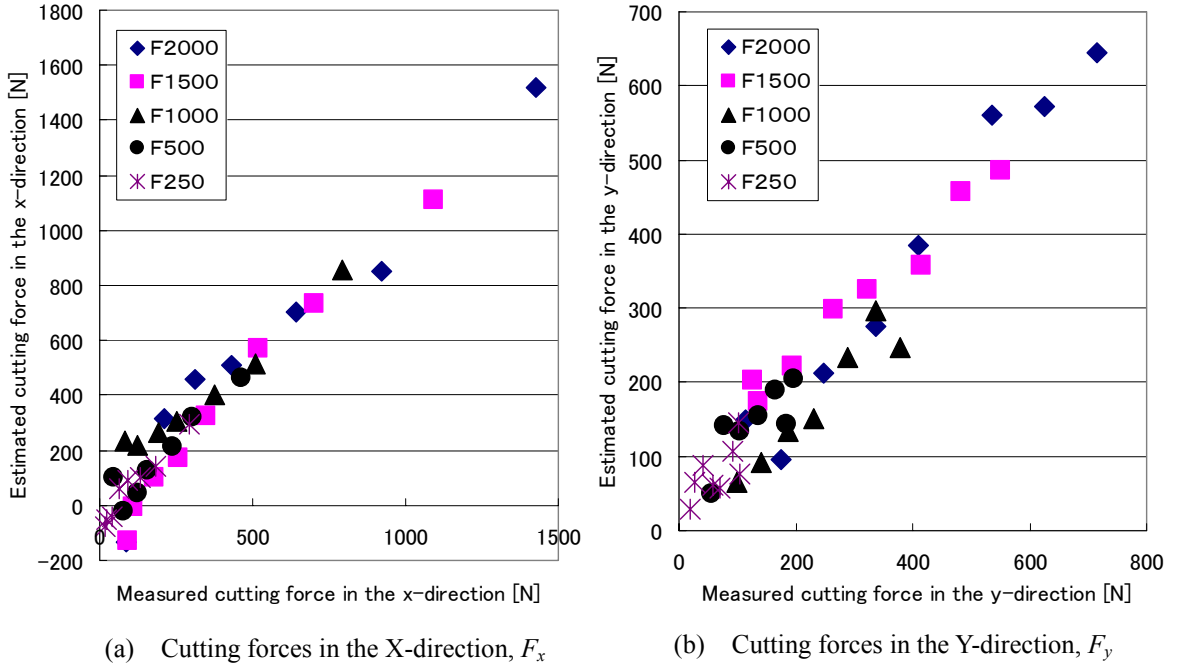 1800
1600
1400
1200
1000
800
600
400
200
0
-200
0
500
1000
1500
F2000
F1500
F1000
F500
F250
Estimated cutting force in the x-direction [N]
Measured cutting force in the x-direction [N]
(a) Cutting forces in the X-direction, Fx
700
600
500
400
300
200
100
0
0
200
400
600
800
F2000
F1500
F1000
F500
F250
Estimated cutting force in the y-direction [N]
Measured cutting force in the y-direction [N]
(b) Cutting forces in the Y-direction, Fy